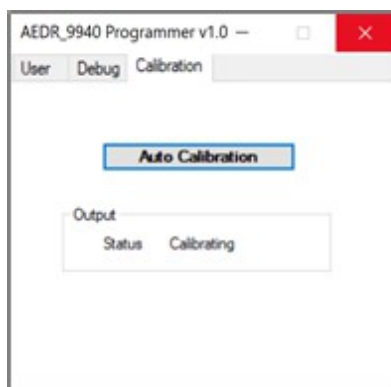 AEDR_9940 Programmer v1.0
User Debug Calibration
Auto Calibration
Output
Status Calibrating